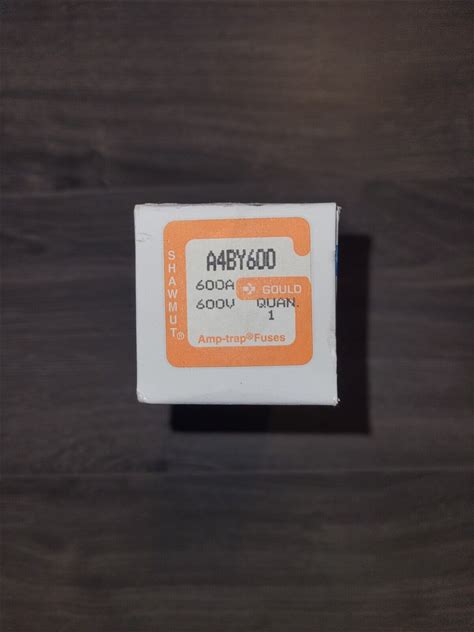 SHAWMUT®
A4BY600
600A GOULD
600V QUAN.
1
Amp-trap®Fuses